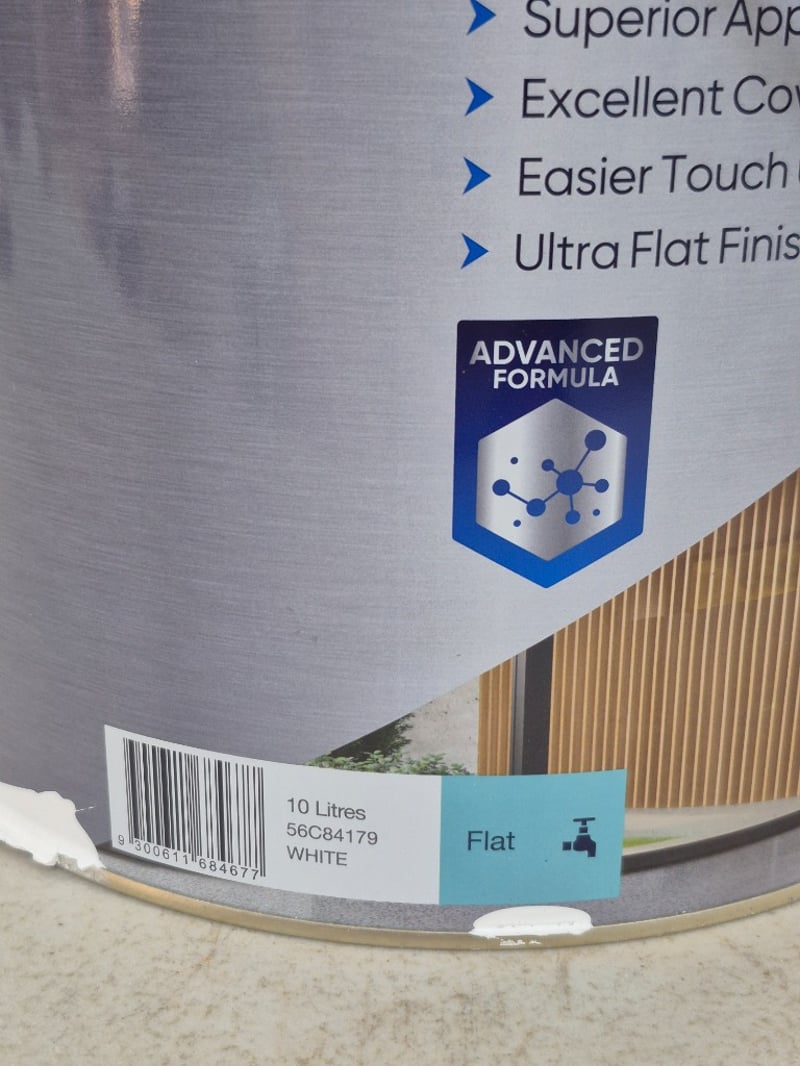 Superior App
Excellent Cov
Easier Touch
Ultra Flat Finis
ADVANCED
FORMULA
10 Litres
56C84179
WHITE
Flat
9 300611 684677